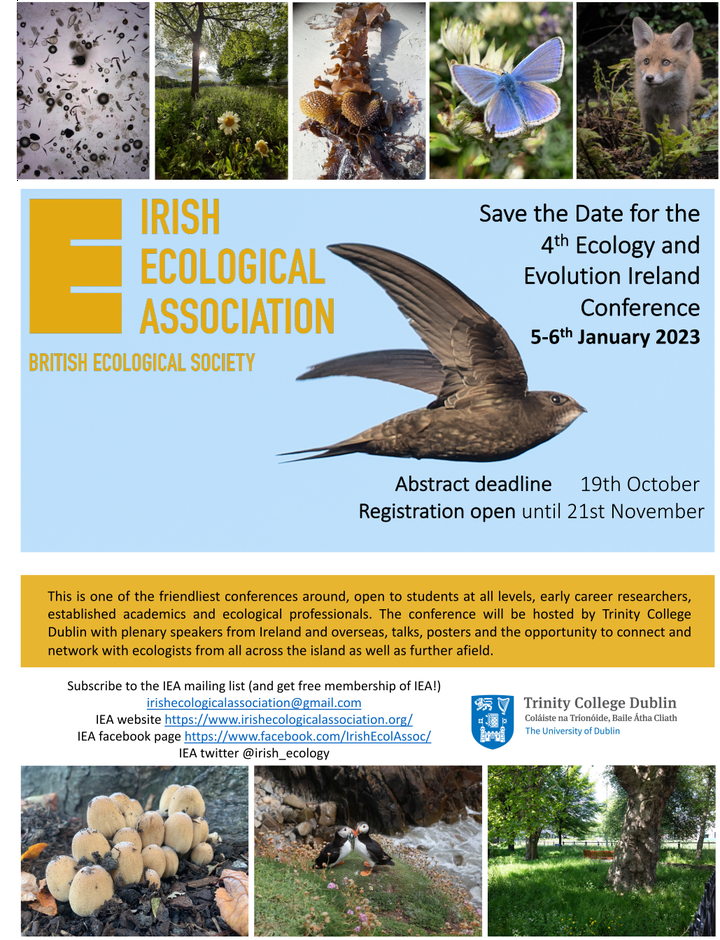 IRISH
ECOLOGICAL
ASSOCIATION
BRITISH ECOLOGICAL SOCIETY
Save the Date for the
4th Ecology and
Evolution Ireland
Conference
5-6th January 2023
Abstract deadline 19th October
Registration open until 21st November
This is one of the friendliest conferences around, open to students at all levels, early career researchers,
established academics and ecological professionals. The conference will be hosted by Trinity College
Dublin with plenary speakers from Ireland and overseas, talks, posters and the opportunity to connect and
network with ecologists from all across the island as well as further afield.
Subscribe to the IEA mailing list (and get free membership of IEA!)
irishecologicalassociation@gmail.com
IEA website https://www.irishecologicalassociation.org/
IEA facebook page https://www.facebook.com/IrishEcolAssoc/
IEA twitter @irish_ecology
Trinity College Dublin
Coláiste na Tríonóide, Baile Átha Cliath
The University of Dublin